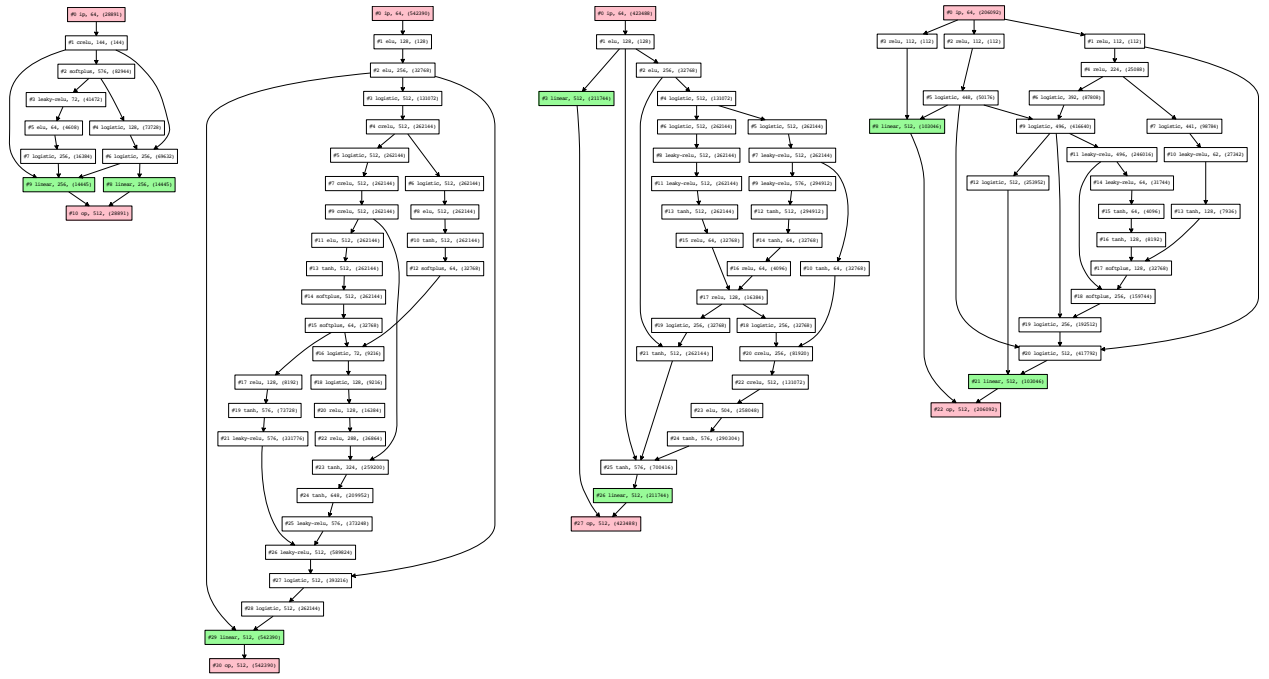 #0 ip, 64, (28891)
#1 crelu, 144, (144)
#2 softplus, 576, (82944)
#3 leaky-relu, 72, (41472)
#5 elu, 64, (4608)
#4 logistic, 128, (73728)
#7 logistic, 256, (16384)
#6 logistic, 256, (69632)
#9 linear, 256, (14445)
#8 linear, 256, (14445)
#10 op, 512, (28891)
#0 ip, 64, (542390)
#1 elu, 128, (128)
#2 elu, 256, (32768)
#3 logistic, 512, (131072)
#4 crelu, 512, (262144)
#5 logistic, 512, (262144)
#7 crelu, 512, (262144)
#6 logistic, 512, (262144)
#9 crelu, 512, (262144)
#8 elu, 512, (262144)
#11 elu, 512, (262144)
#10 tanh, 512, (262144)
#13 tanh, 512, (262144)
#12 softplus, 64, (32768)
#14 softplus, 512, (262144)
#15 softplus, 64, (32768)
#16 logistic, 72, (9216)
#17 relu, 128, (8192)
#18 logistic, 128, (9216)
#19 tanh, 576, (73728)
#20 relu, 128, (16384)
#21 leaky-relu, 576, (331776)
#22 relu, 288, (36864)
#23 tanh, 324, (259200)
#24 tanh, 648, (209952)
#25 leaky-relu, 576, (373248)
#26 leaky-relu, 512, (589824)
#27 logistic, 512, (393216)
#28 logistic, 512, (262144)
#29 linear, 512, (542390)
#30 op, 512, (542390)
#0 ip, 64, (423488)
#1 elu, 128, (128)
#2 elu, 256, (32768)
#3 linear, 512, (211744)
#4 logistic, 512, (131072)
#6 logistic, 512, (262144)
#5 logistic, 512, (262144)
#8 leaky-relu, 512, (262144)
#7 leaky-relu, 512, (262144)
#11 leaky-relu, 512, (262144)
#9 leaky-relu, 576, (294912)
#13 tanh, 512, (262144)
#12 tanh, 512, (294912)
#15 relu, 64, (32768)
#14 tanh, 64, (32768)
#16 relu, 64, (4096)
#10 tanh, 64, (32768)
#17 relu, 128, (16384)
#19 logistic, 256, (32768)
#18 logistic, 256, (32768)
#21 tanh, 512, (262144)
#20 crelu, 256, (81920)
#22 crelu, 512, (131072)
#23 elu, 504, (258048)
#24 tanh, 576, (290304)
#25 tanh, 576, (700416)
#26 linear, 512, (211744)
#27 op, 512, (423488)
#0 ip, 64, (206092)
#3 relu, 112, (112)
#2 relu, 112, (112)
#1 relu, 112, (112)
#4 relu, 224, (25088)
#5 logistic, 448, (50176)
#6 logistic, 392, (87808)
#8 linear, 512, (103046)
#9 logistic, 496, (416640)
#7 logistic, 441, (98784)
#11 leaky-relu, 496, (246016)
#10 leaky-relu, 62, (27342)
#12 logistic, 512, (253952)
#14 leaky-relu, 64, (31744)
#15 tanh, 64, (4096)
#13 tanh, 128, (7936)
#16 tanh, 128, (8192)
#17 softplus, 128, (32768)
#18 softplus, 256, (159744)
#19 logistic, 256, (192512)
#20 logistic, 512, (417792)
#21 linear, 512, (103046)
#22 op, 512, (206092)